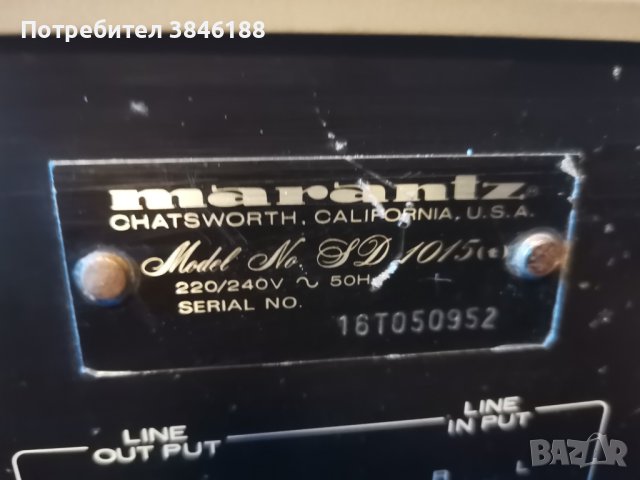 Потребител 3846188
marantz®
CHATSWORTH, CALIFORNIA, U.S.A.
Model No. SD 1015(e)
220/240V ~ 50Hz
SERIAL NO.
16T050952
LINE
OUT PUT
LINE
IN PUT
R L
BAZAR